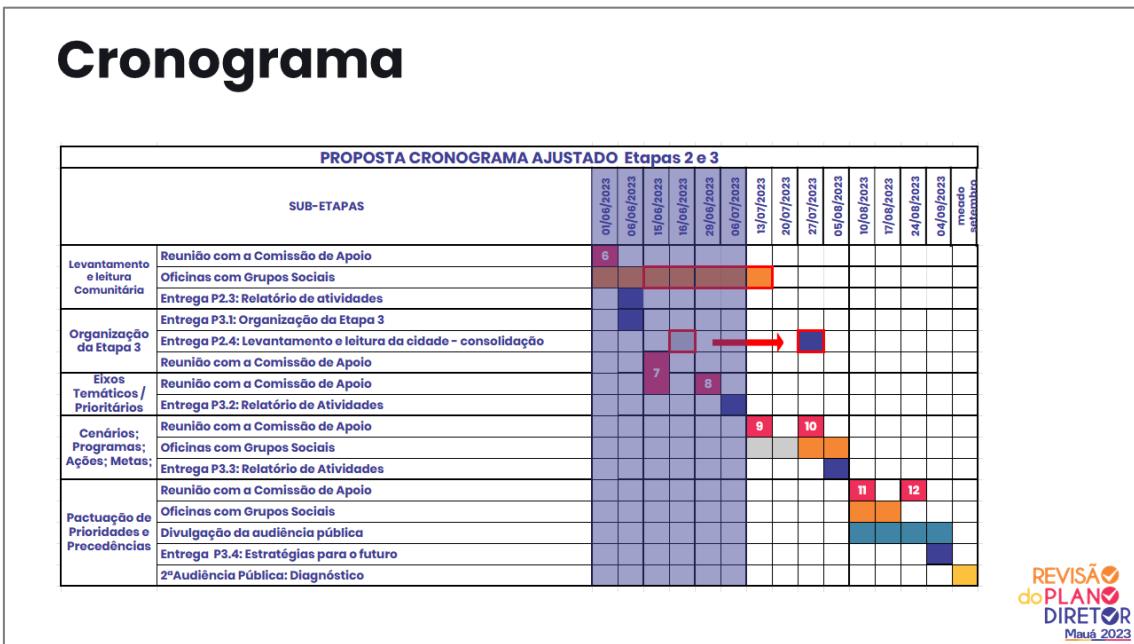 Cronograma
PROPOSTA CRONOGRAMA AJUSTADO Etapas 2 e 3
SUB-ETAPAS
01/06/2023
06/06/2023
15/06/2023
16/06/2023
29/06/2023
06/07/2023
13/07/2023
20/07/2023
27/07/2023
05/08/2023
10/08/2023
17/08/2023
24/08/2023
04/09/2023
meado
setembro
Levantamento
e leitura
Comunitária
Reunião com a Comissão de Apoio
6
Oficinas com Grupos Sociais
Entrega P2.3: Relatório de atividades
Organização
da Etapa 3
Entrega P3.1: Organização da Etapa 3
Entrega P2.4: Levantamento e leitura da cidade - consolidação
Reunião com a Comissão de Apoio
7
Eixos
Temáticos /
Prioritários
Reunião com a Comissão de Apoio
8
Entrega P3.2: Relatório de Atividades
Cenários;
Programas;
Ações; Metas;
Reunião com a Comissão de Apoio
9
10
Oficinas com Grupos Sociais
Entrega P3.3: Relatório de Atividades
Pactuação de
Prioridades e
Precedências
Reunião com a Comissão de Apoio
11
12
Oficinas com Grupos Sociais
Divulgação da audiência pública
Entrega P3.4: Estratégias para o futuro
2ªAudiência Pública: Diagnóstico
REVISÃO
do PLANO
DIRETOR
Mauá 2023